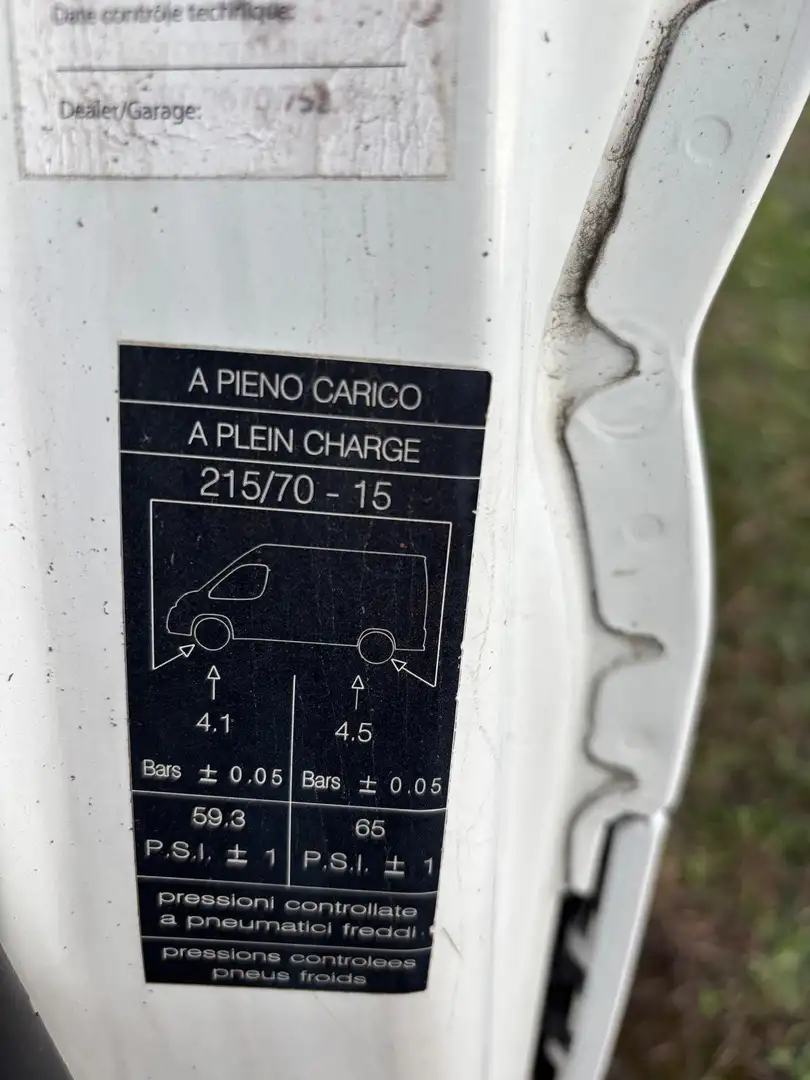 Date contrôle technique:
Dealer/Garage:
A PIENO CARICO
A PLEIN CHARGE
215/70 - 15
4.1
4.5
Bars ± 0.05
Bars ± 0.05
59.3
65
P.S.I. ± 1
P.S.I. ± 1
pressioni controllate
a pneumatici freddi
pressions controlees
pneus froids